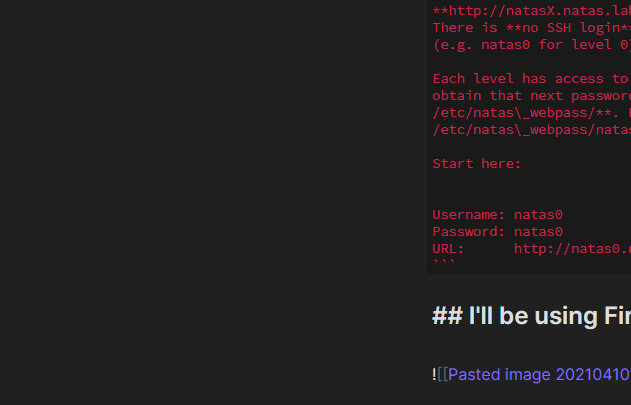 **http://natasX.natas.lab
There is **no SSH login**
(e.g. natas0 for level 0)
Each level has access to
obtain that next password
/etc/natas\_webpass/**.
/etc/natas\_webpass/natas
Start here:
Username: natas0
Password: natas0
URL: http://natas0.n
```
## I'll be using Fir
![[Pasted image 20210410